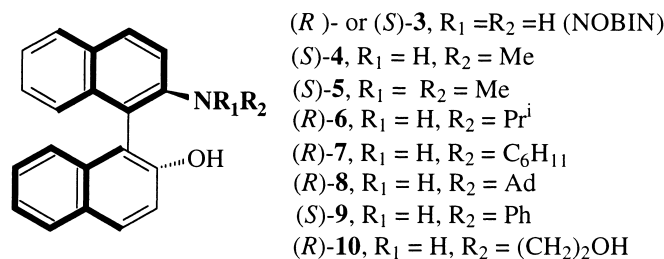 (R )- or (S)-3, R₁ =R₂ =H (NOBIN)
(S)-4, R₁ = H, R₂ = Me
(S)-5, R₁ = R₂ = Me
(R)-6, R₁ = H, R₂ = Prⁱ
(R)-7, R₁ = H, R₂ = C₆H₁₁
(R)-8, R₁ = H, R₂ = Ad
(S)-9, R₁ = H, R₂ = Ph
(R)-10, R₁ = H, R₂ = (CH₂)₂OH
NR₁R₂
OH